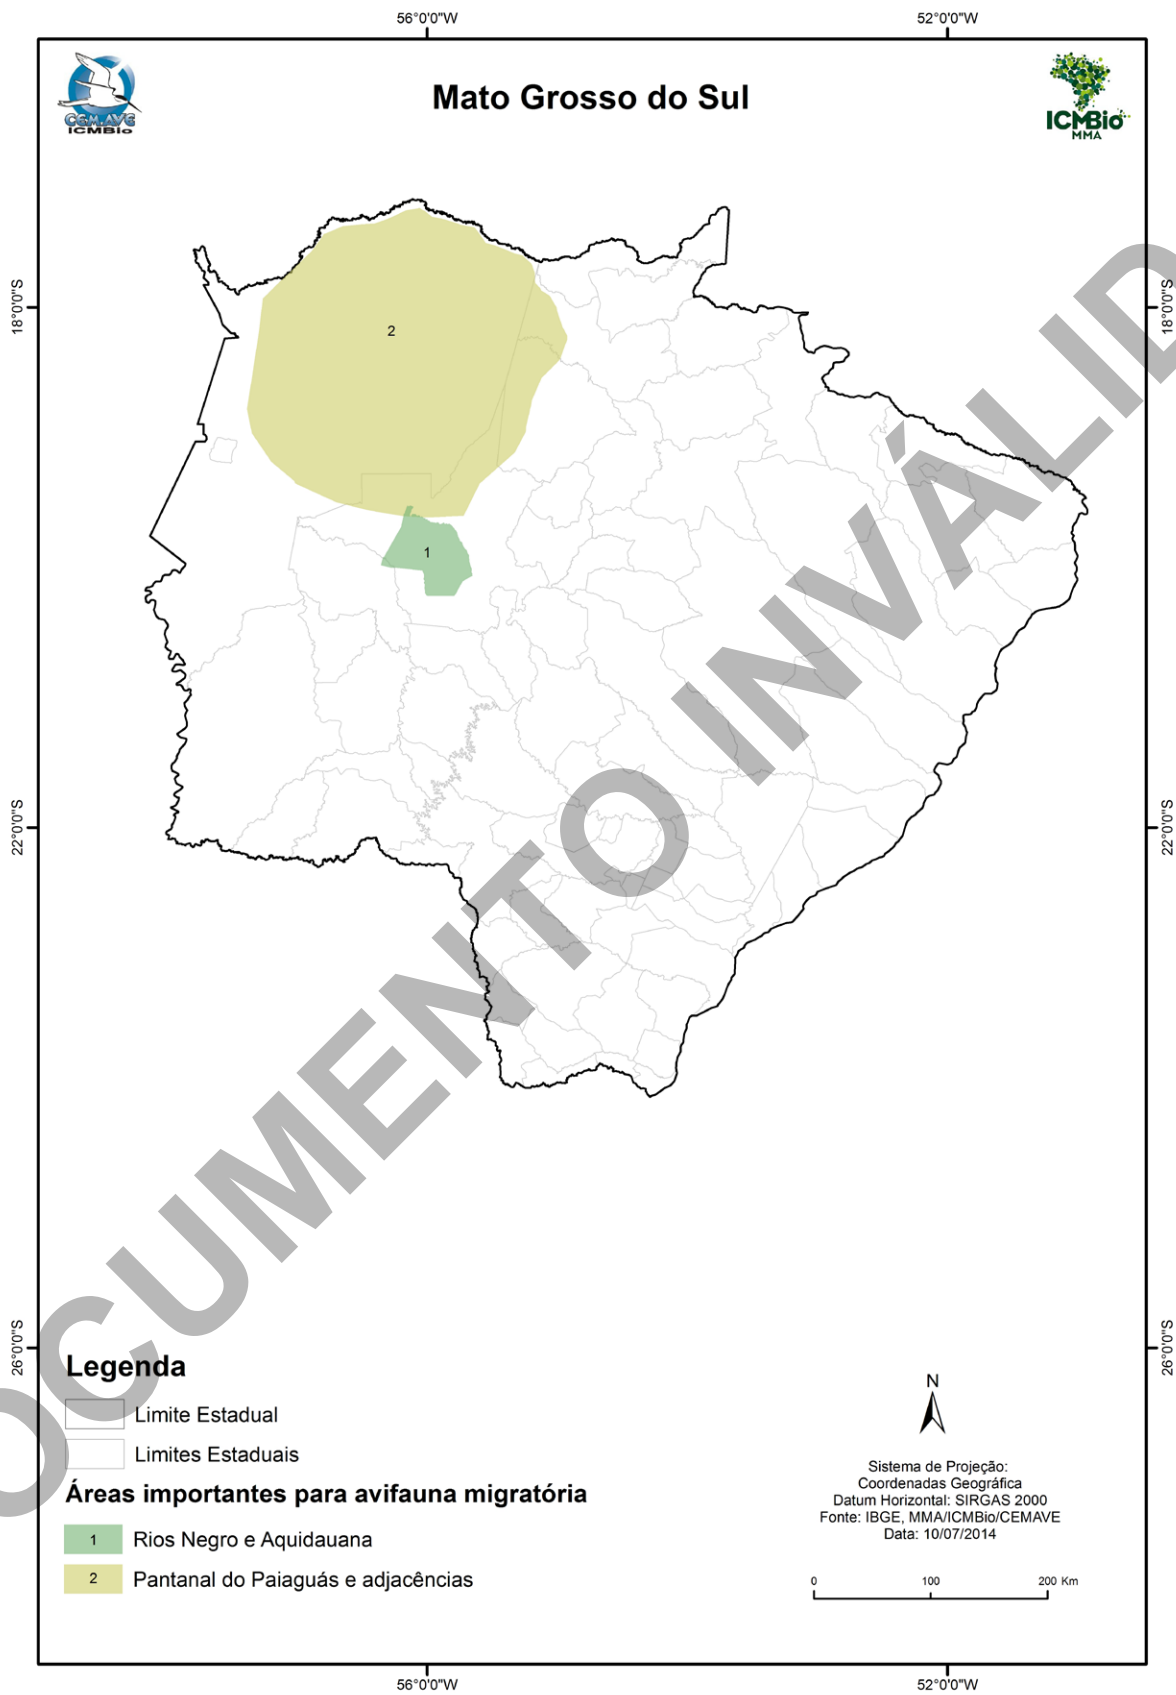 56°0'0"W
52°0'0"W
CEMAVE
ICMBio
Mato Grosso do Sul
ICMBio
MMA
18°0'0"S
18°0'0"S
2
1
22°0'0"S
22°0'0"S
26°0'0"S
26°0'0"S
DOCUMENTO INVÁLID
Legenda
Limite Estadual
Limites Estaduais
Áreas importantes para avifauna migratória
1 Rios Negro e Aquidauana
2 Pantanal do Paiaguás e adjacências
N
Sistema de Projeção:
Coordenadas Geográfica
Datum Horizontal: SIRGAS 2000
Fonte: IBGE, MMA/ICMBio/CEMAVE
Data: 10/07/2014
0 100 200 Km
56°0'0"W
52°0'0"W